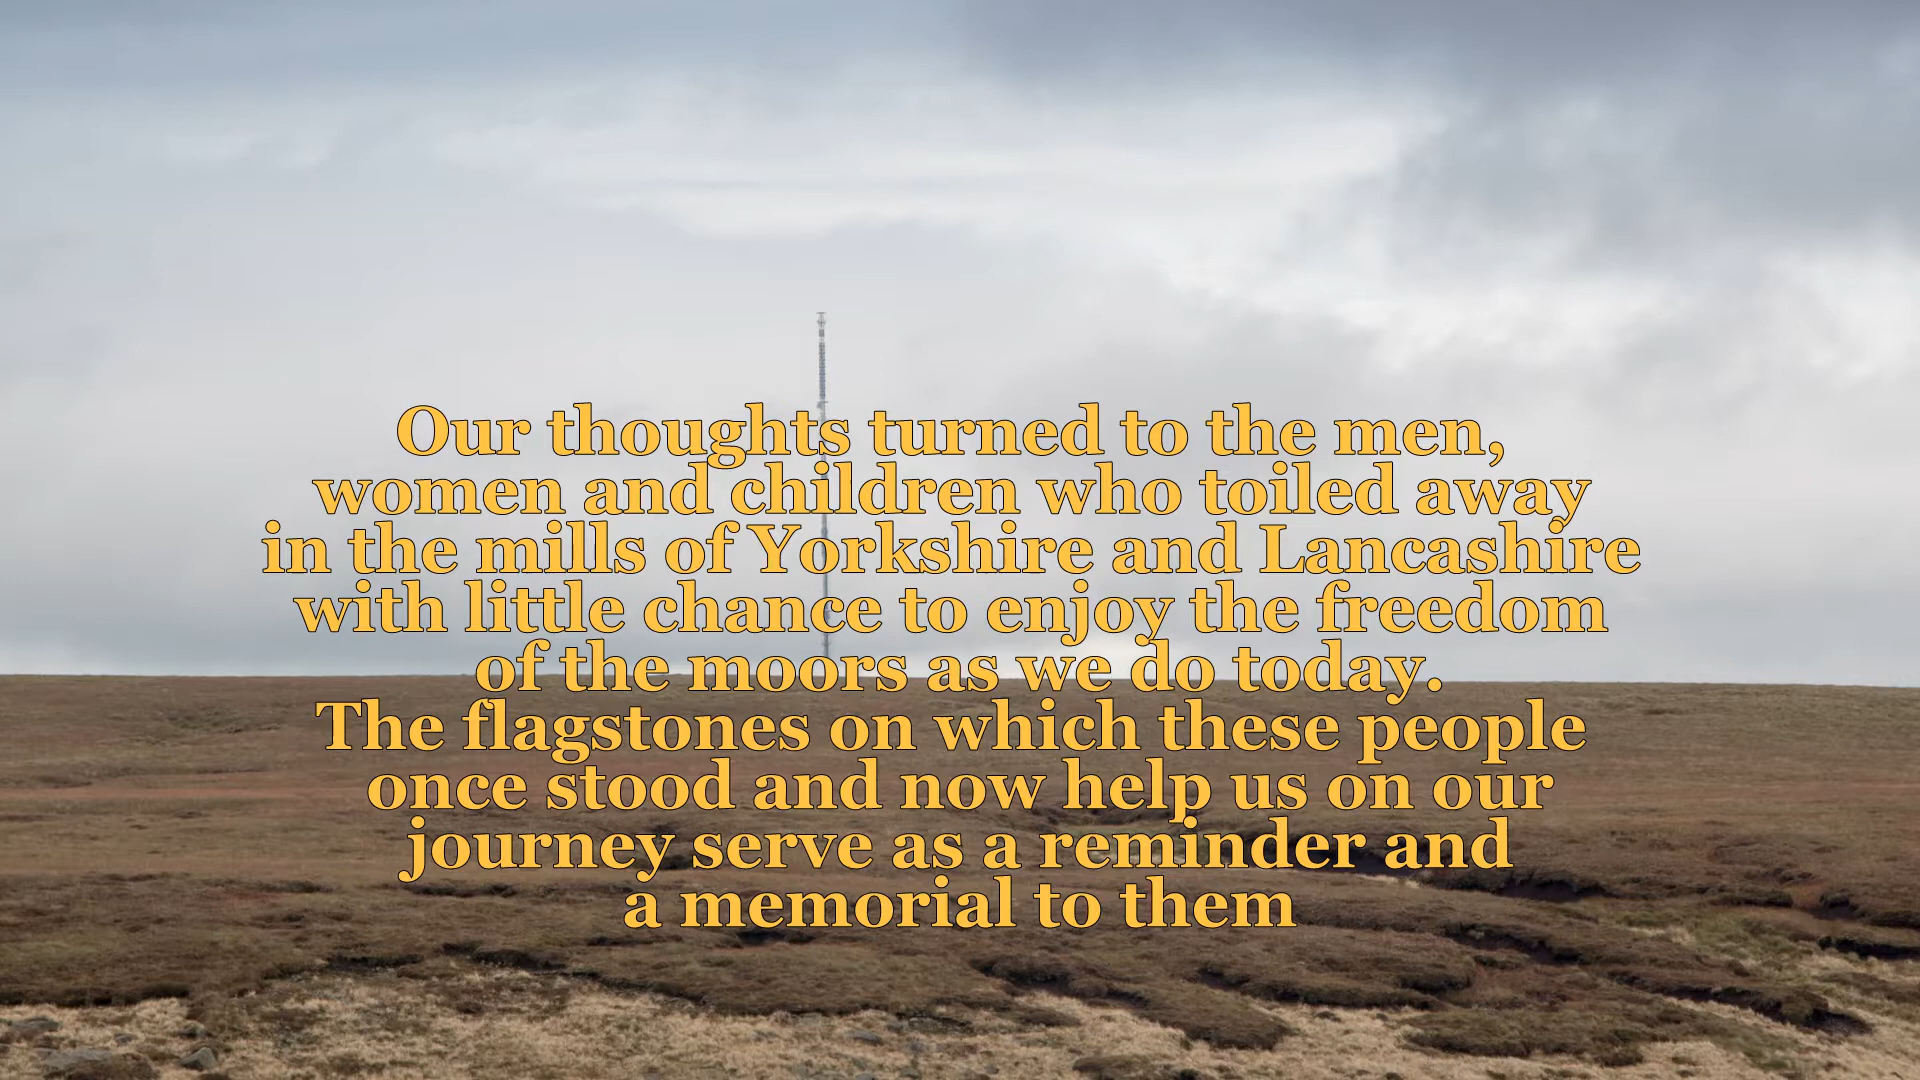 Our thoughts turned to the men,
women and children who toiled away
in the mills of Yorkshire and Lancashire
with little chance to enjoy the freedom
of the moors as we do today.
The flagstones on which these people
once stood and now help us on our
journey serve as a reminder and
a memorial to them